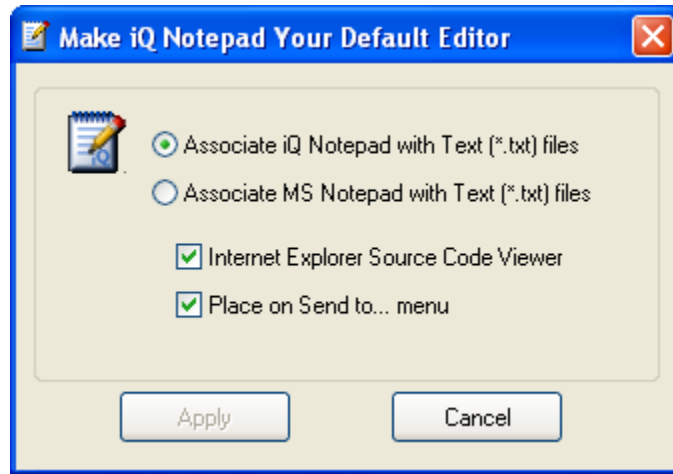 Make iQ Notepad Your Default Editor
iQ
Associate iQ Notepad with Text (*.txt) files
Associate MS Notepad with Text (*.txt) files
Internet Explorer Source Code Viewer
Place on Send to... menu
Apply
Cancel